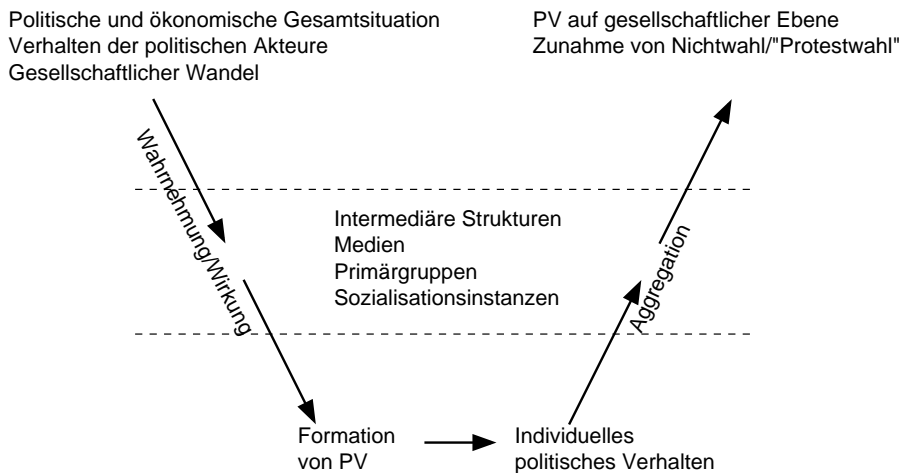 Politische und ökonomische Gesamtsituation
Verhalten der politischen Akteure
Gesellschaftlicher Wandel
PV auf gesellschaftlicher Ebene
Zunahme von Nichtwahl/"Protestwahl"
Wahrnehmung/Wirkung
Intermediäre Strukturen
Medien
Primärgruppen
Sozialisationsinstanzen
Aggregation
Formation
von PV
Individuelles
politisches Verhalten